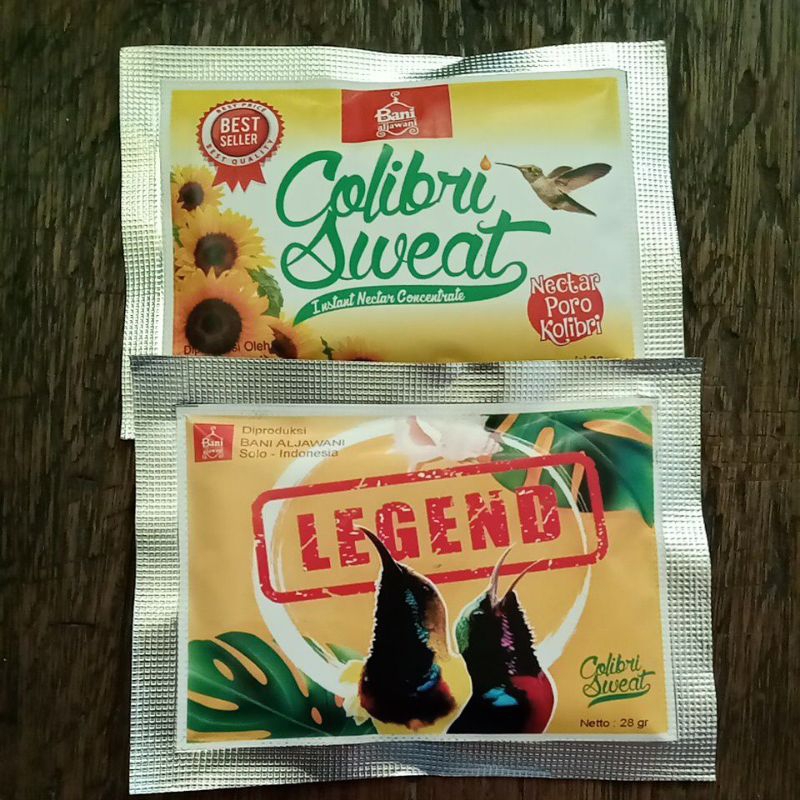 BEST PRICE
BEST
SELLER
BEST QUALITY
Bani
aljawani
Colibri
Sweat
Instant Nectar Concentrate
Nectar
Poro
Kolibri
Bani
aljawani
Diproduksi
BANI ALJAWANI
Solo - Indonesia
LEGEND
Colibri
Sweat
Netto : 28 gr